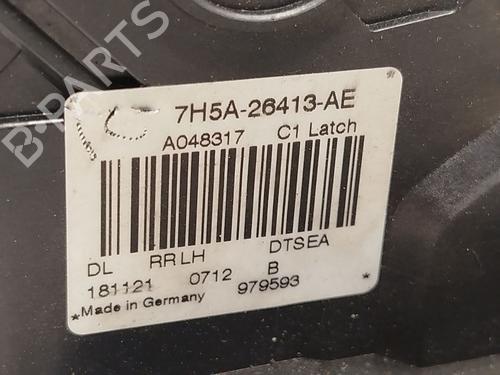 B-PARTS
7H5A-26413-AE
A048317 C1 Latch
DL RR LH DTSEA
181121 0712 B
*Made in Germany 979593 *